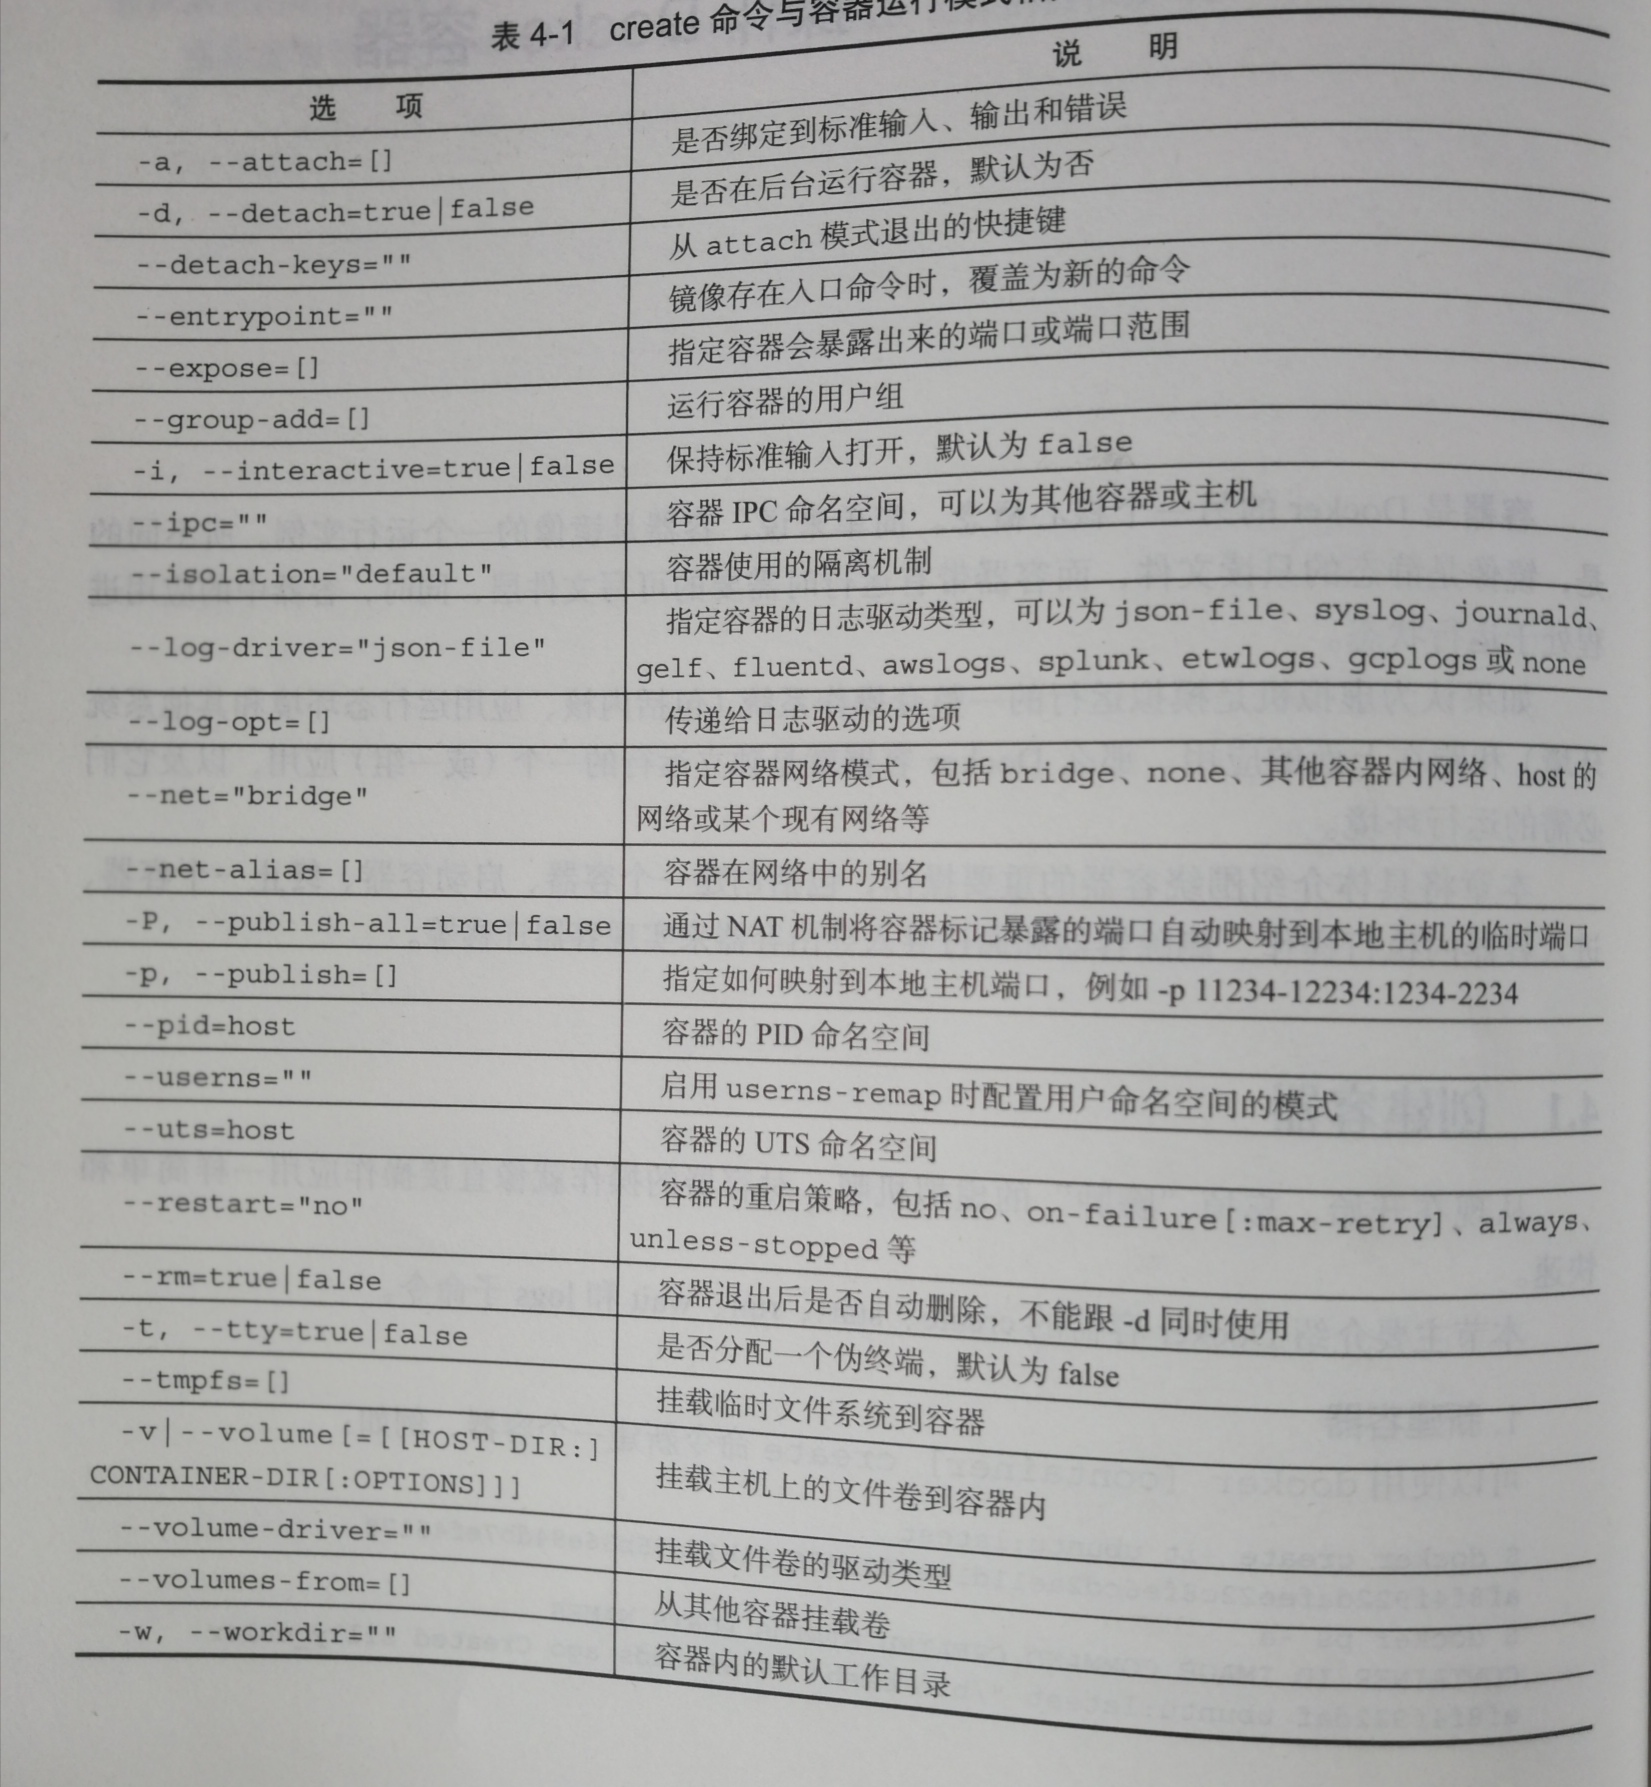 表 4-1 create 命令与容器运行模式
选 项 说 明
-a, --attach=[] 是否绑定到标准输入、输出和错误
-d, --detach=true|false 是否在后台运行容器，默认为否
--detach-keys="" 从 attach 模式退出的快捷键
--entrypoint="" 镜像存在入口命令时，覆盖为新的命令
--expose=[] 指定容器会暴露出来的端口或端口范围
--group-add=[] 运行容器的用户组
-i, --interactive=true|false 保持标准输入打开，默认为 false
--ipc="" 容器 IPC 命名空间，可以为其他容器或主机
--isolation="default" 容器使用的隔离机制
--log-driver="json-file" 指定容器的日志驱动类型，可以为 json-file、syslog、journald、
gelf、fluentd、awslogs、splunk、etwlogs、gcplogs 或 none
--log-opt=[] 传递给日志驱动的选项
--net="bridge" 指定容器网络模式，包括 bridge、none、其他容器内网络、host 的
网络或某个现有网络等
--net-alias=[] 容器在网络中的别名
-P, --publish-all=true|false 通过 NAT 机制将容器标记暴露的端口自动映射到本地主机的临时端口
-p, --publish=[] 指定如何映射到本地主机端口，例如 -p 11234-12234:1234-2234
--pid=host 容器的 PID 命名空间
--userns="" 启用 userns-remap 时配置用户命名空间的模式
--uts=host 容器的 UTS 命名空间
--restart="no" 容器的重启策略，包括 no、on-failure[:max-retry]、always、
unless-stopped 等
--rm=true|false 容器退出后是否自动删除，不能跟 -d 同时使用
-t, --tty=true|false 是否分配一个伪终端，默认为 false
--tmpfs=[] 挂载临时文件系统到容器
-v|--volume[=[[HOST-DIR:]
CONTAINER-DIR[:OPTIONS]]] 挂载主机上的文件卷到容器内
--volume-driver="" 挂载文件卷的驱动类型
--volumes-from=[] 从其他容器挂载卷
-w, --workdir="" 容器内的默认工作目录